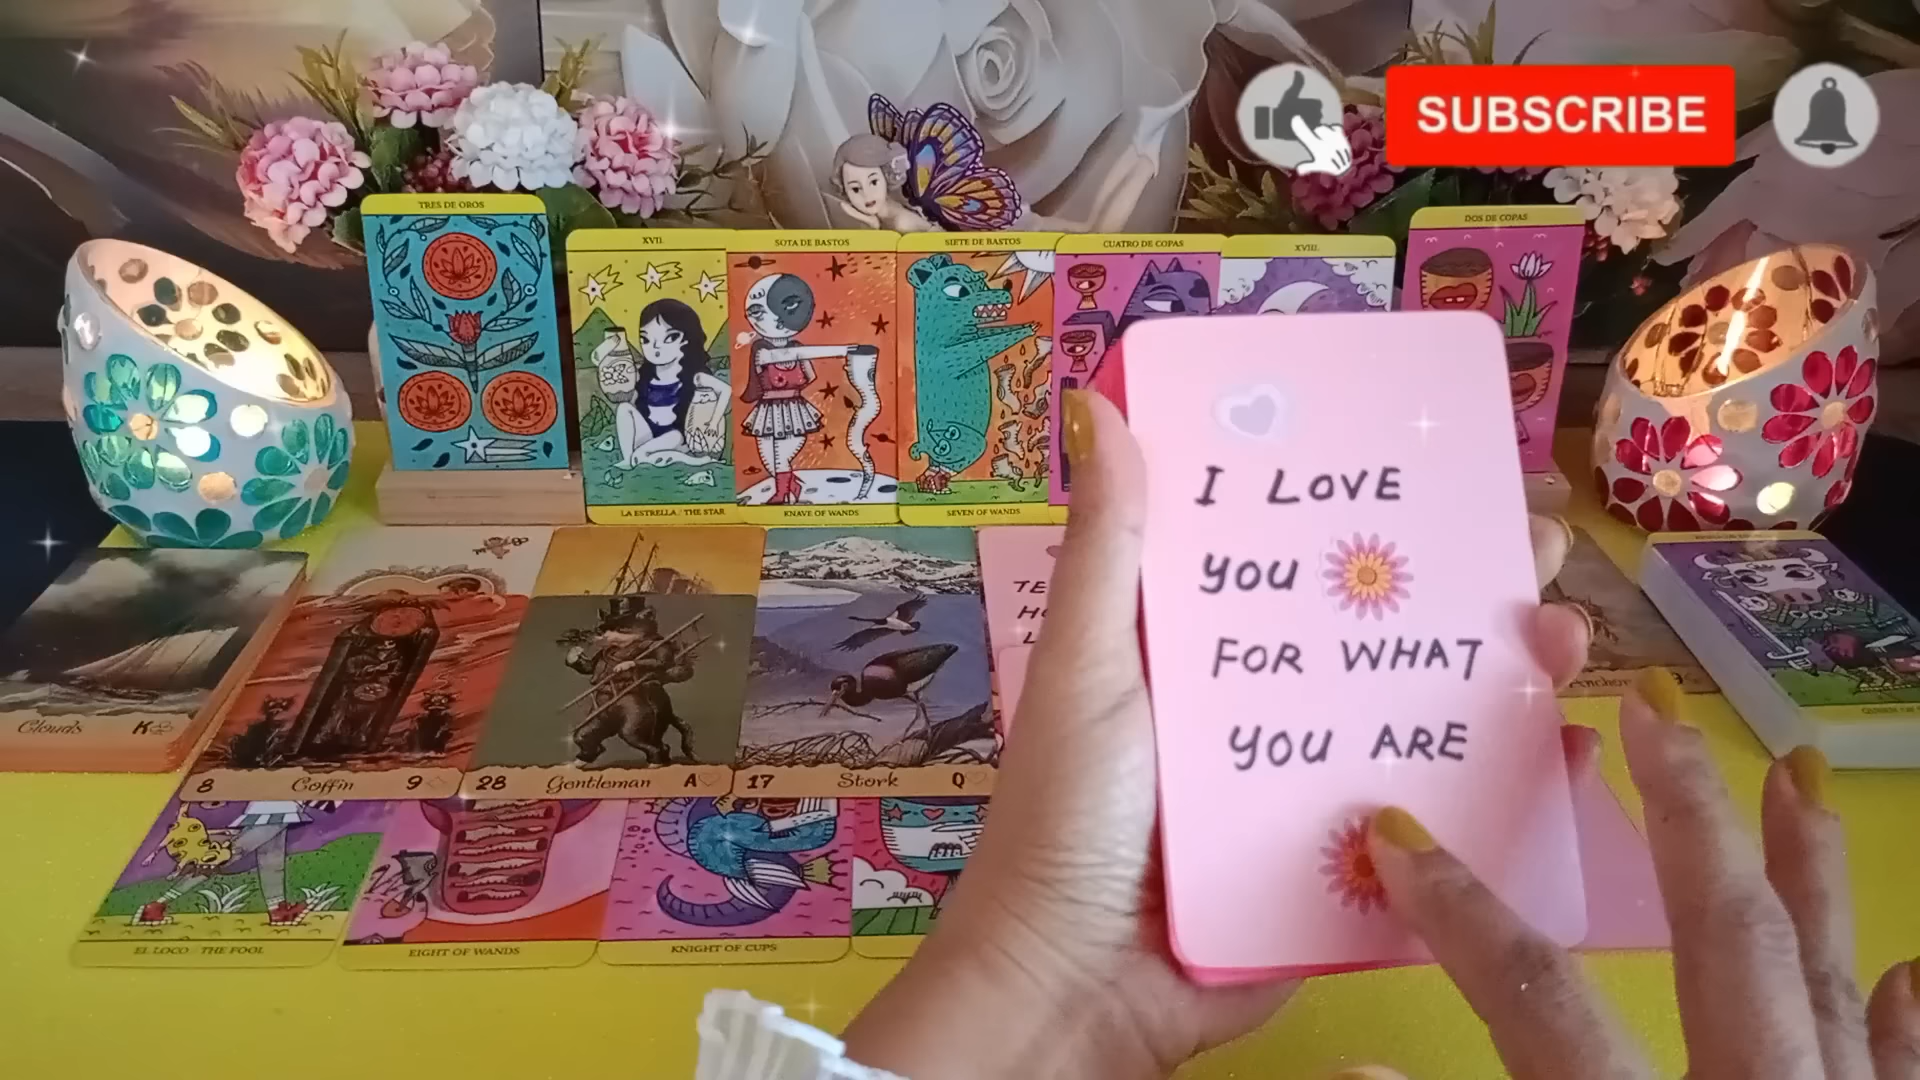 SUBSCRIBE
TRES DE OROS
XVII.
SOTA DE BASTOS
SIETE DE BASTOS
CUATRO DE COPAS
XVIII.
DOS DE COPAS
LA ESTRELLA / THE STAR
KNAVE OF WANDS
SEVEN OF WANDS
I LOVE
YOU
FOR WHAT
YOU ARE
Clouds K
8 Coffin 9
28 Gentleman A
17 Stork Q
EL LOCO THE FOOL
EIGHT OF WANDS
KNIGHT OF CUPS